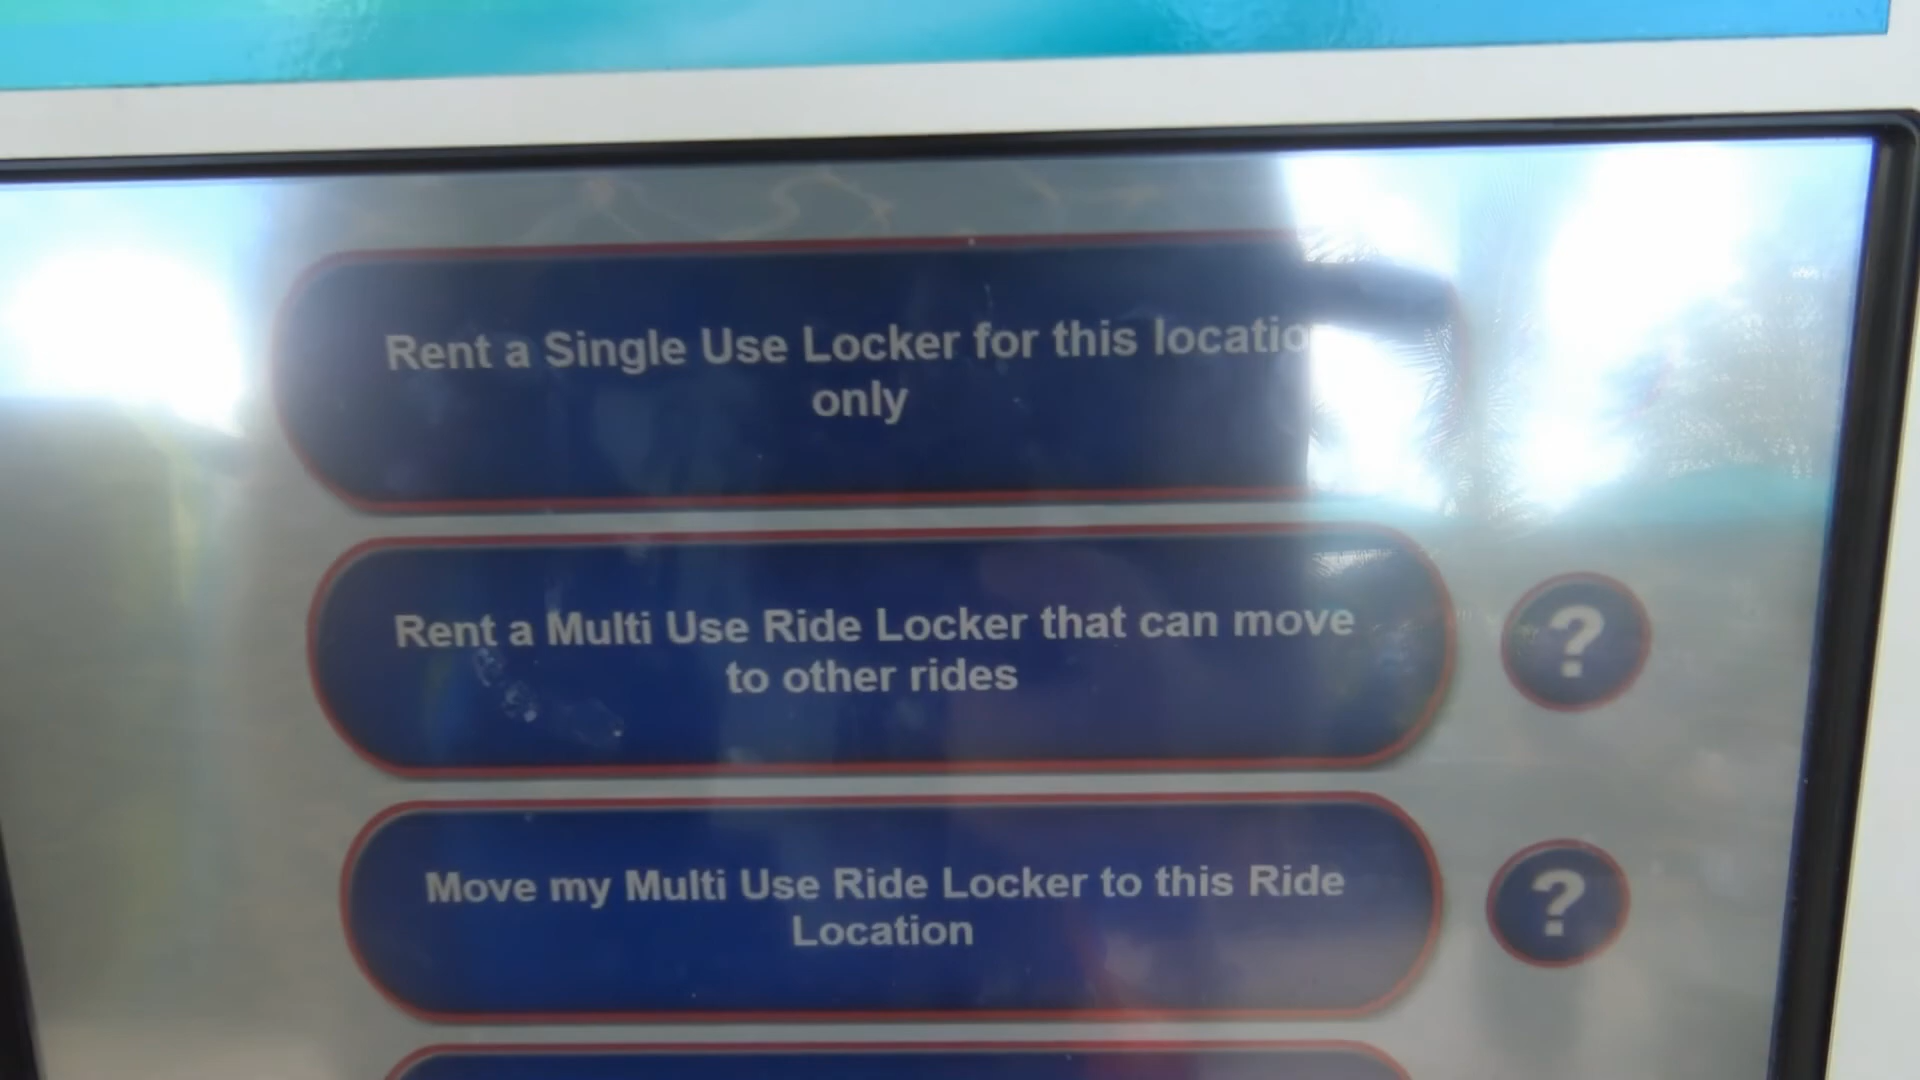 Rent a Single Use Locker for this locatio
only
Rent a Multi Use Ride Locker that can move
to other rides
?
Move my Multi Use Ride Locker to this Ride
Location
?